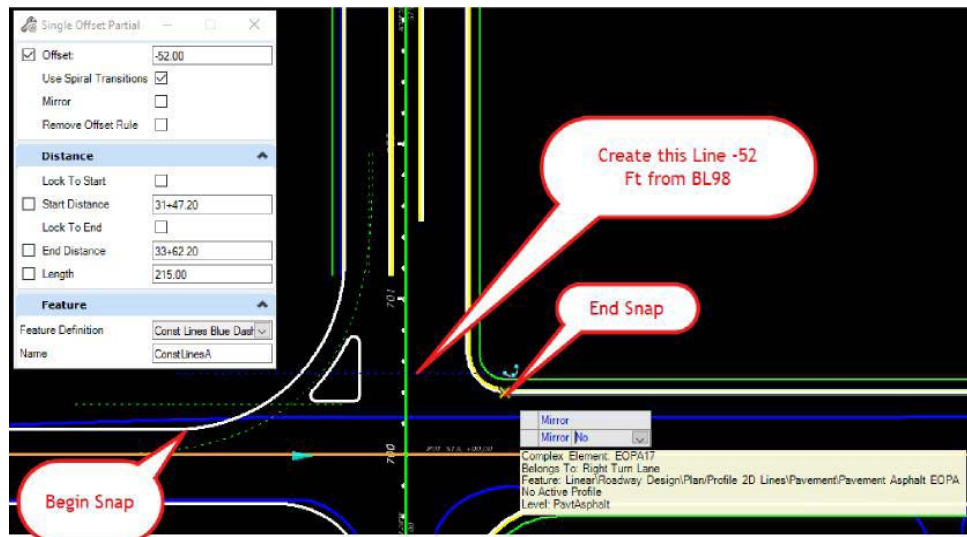 Single Offset Partial
Offset: -52.00
Use Spiral Transitions
Mirror
Remove Offset Rule
Distance
Lock To Start
Start Distance 31+47.20
Lock To End
End Distance 33+62.20
Length 215.00
Feature
Feature Definition Const Lines Blue Dash
Name ConstLinesA
Create this Line -52
Ft from BL98
701
End Snap
Mirror
Mirror No
700
Begin Snap
Complex Element: EOPA17
Belongs To: Right Turn Lane
Feature: Linear\Roadway Design\Plan/Profile 2D Lines\Pavement\Pavement Asphalt EOPA
No Active Profile
Level: PavtAsphalt